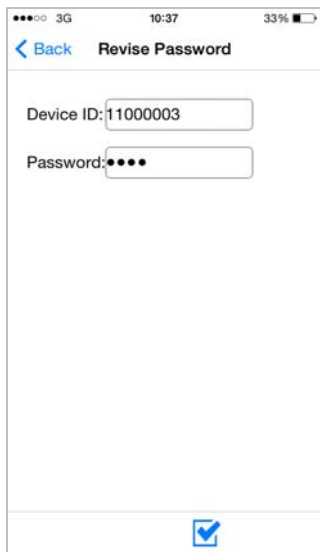 3G 10:37 33%
Back Revise Password
Device ID: 11000003
Password: ••••